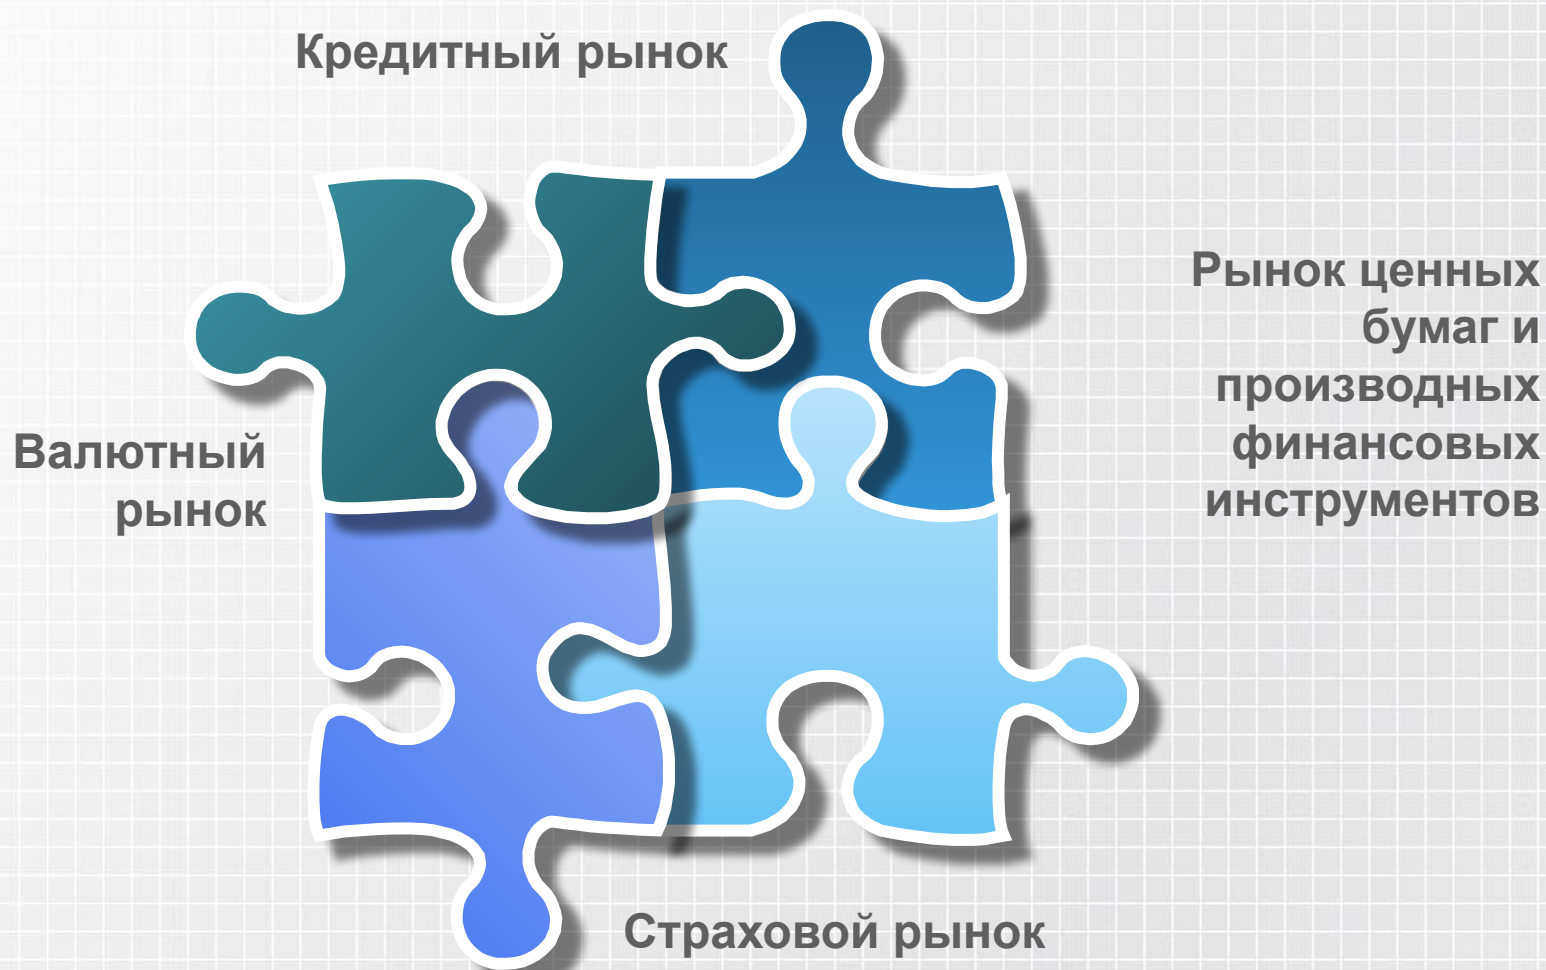 Кредитный рынок
Рынок ценных
бумаг и
производных
финансовых
инструментов
Валютный
рынок
Страховой рынок